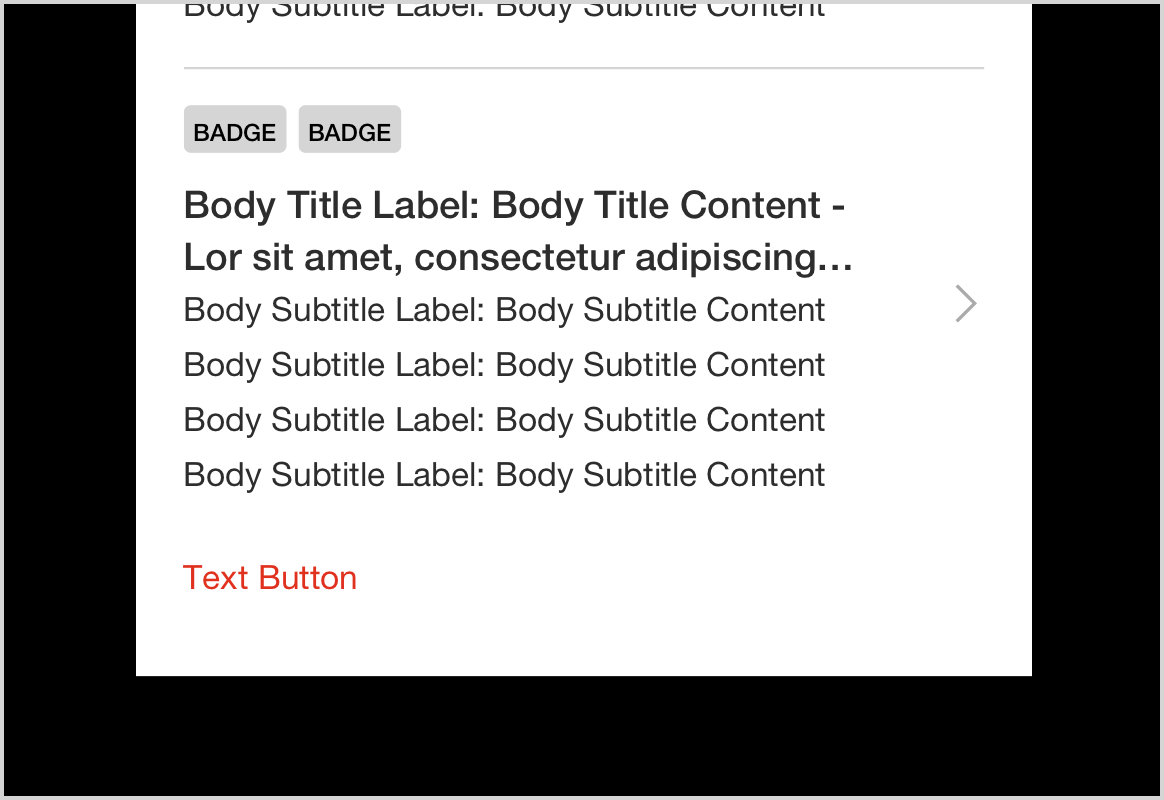 Body Subtitle Label: Body Subtitle Content
BADGE BADGE
Body Title Label: Body Title Content -
Lor sit amet, consectetur adipiscing...
Body Subtitle Label: Body Subtitle Content
Body Subtitle Label: Body Subtitle Content
Body Subtitle Label: Body Subtitle Content
Body Subtitle Label: Body Subtitle Content
Text Button